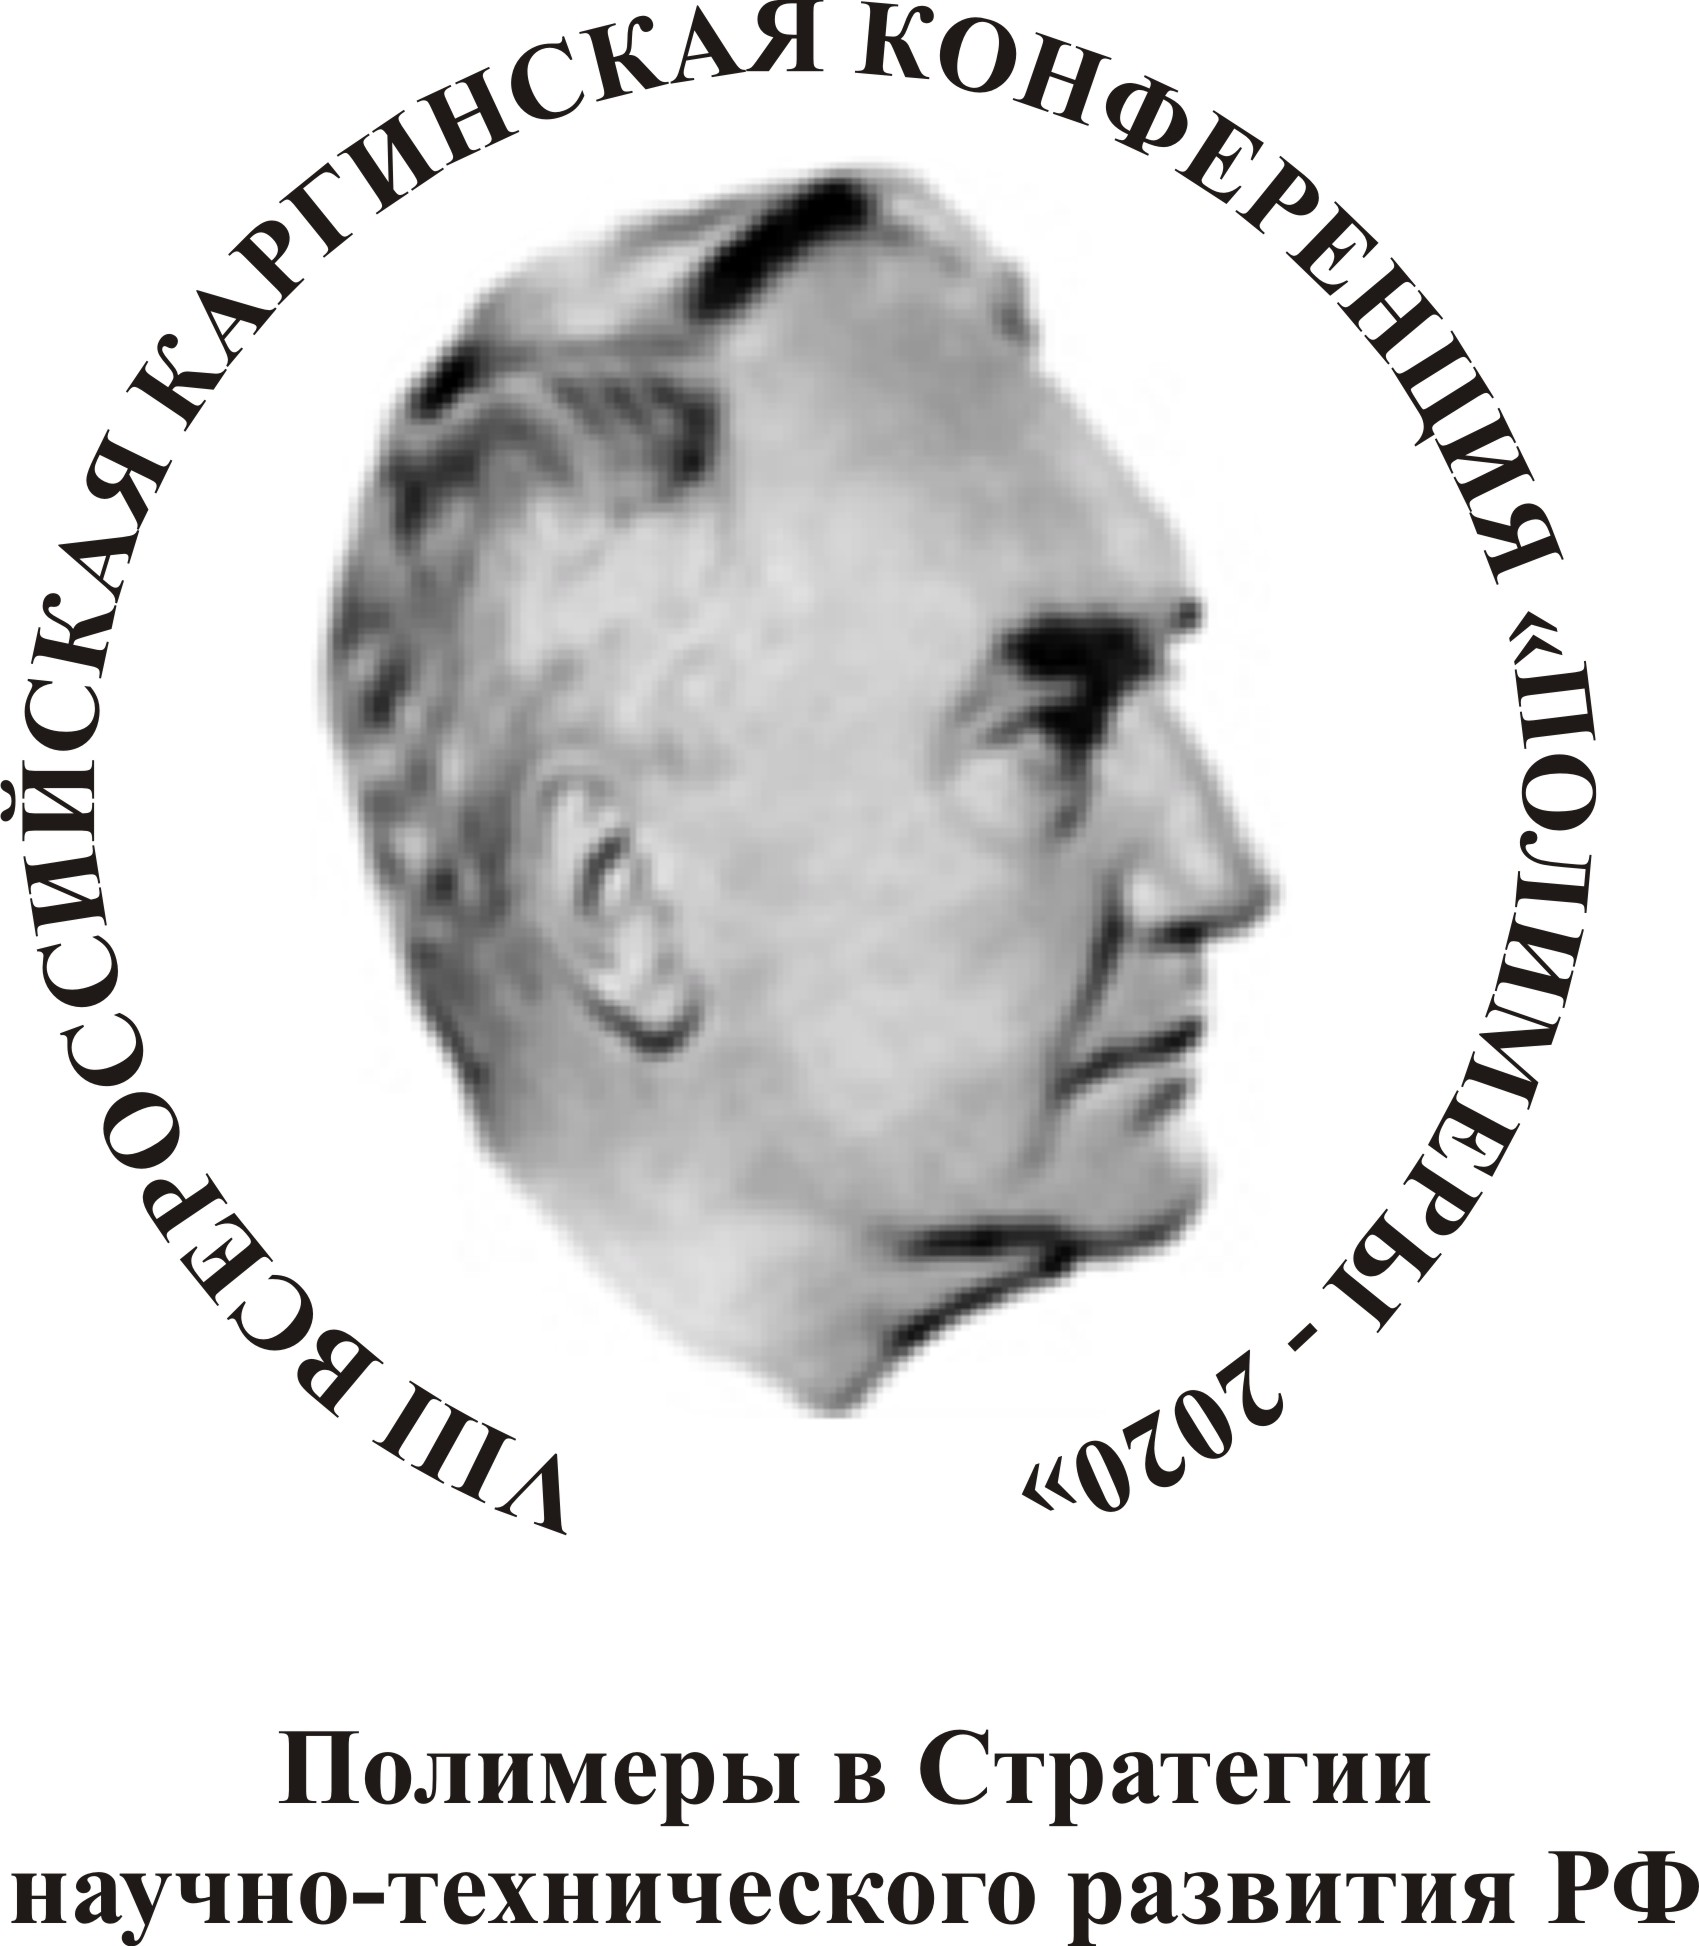 VIII ВСЕРОССИЙСКАЯ КАРГИНСКАЯ КОНФЕРЕНЦИЯ "ПОЛИМЕРЫ - 2020»
Полимеры в Стратегии
научно-технического развития РФ